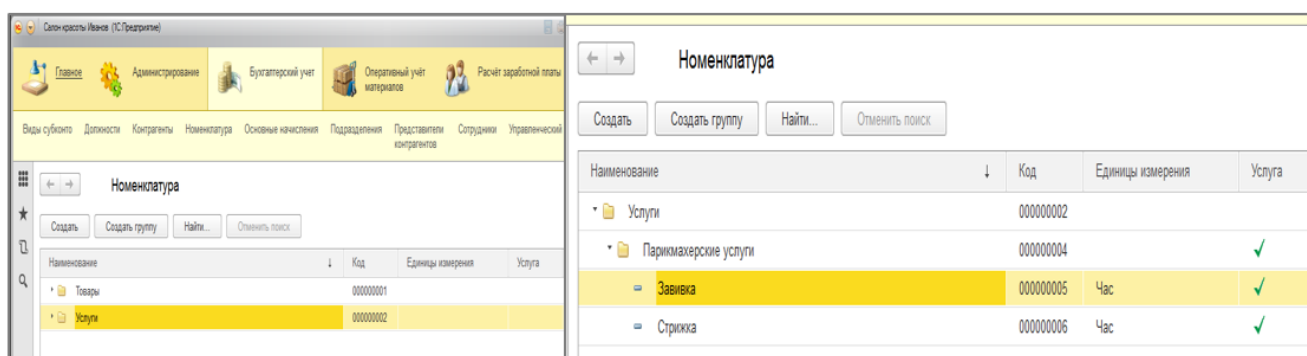 Салон красоты Иванов (1С:Предприятие)
Главное Администрирование Бухгалтерский учет Оперативный учёт материалов Расчёт заработной платы
Виды субконто Должности Контрагенты Номенклатура Основные начисления Подразделения Представители контрагентов Сотрудники Управленческий
Номенклатура
Создать Создать группу Найти... Отменить поиск
Наименование ↓ Код Единицы измерения Услуга
Товары 000000001
Услуги 000000002
Номенклатура
Создать Создать группу Найти... Отменить поиск
Наименование ↓ Код Единицы измерения Услуга
Услуги 000000002
Парикмахерские услуги 000000004
Завивка 000000005 Час
Стрижка 000000006 Час